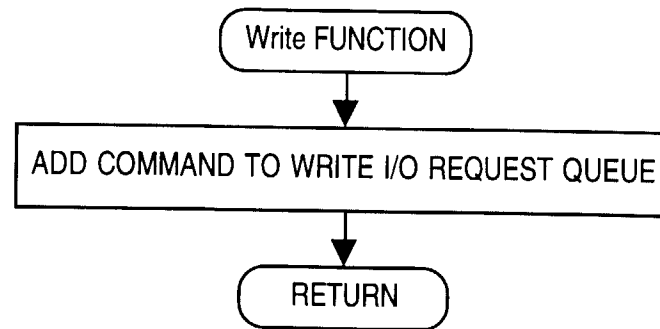 Write FUNCTION
ADD COMMAND TO WRITE I/O REQUEST QUEUE
RETURN